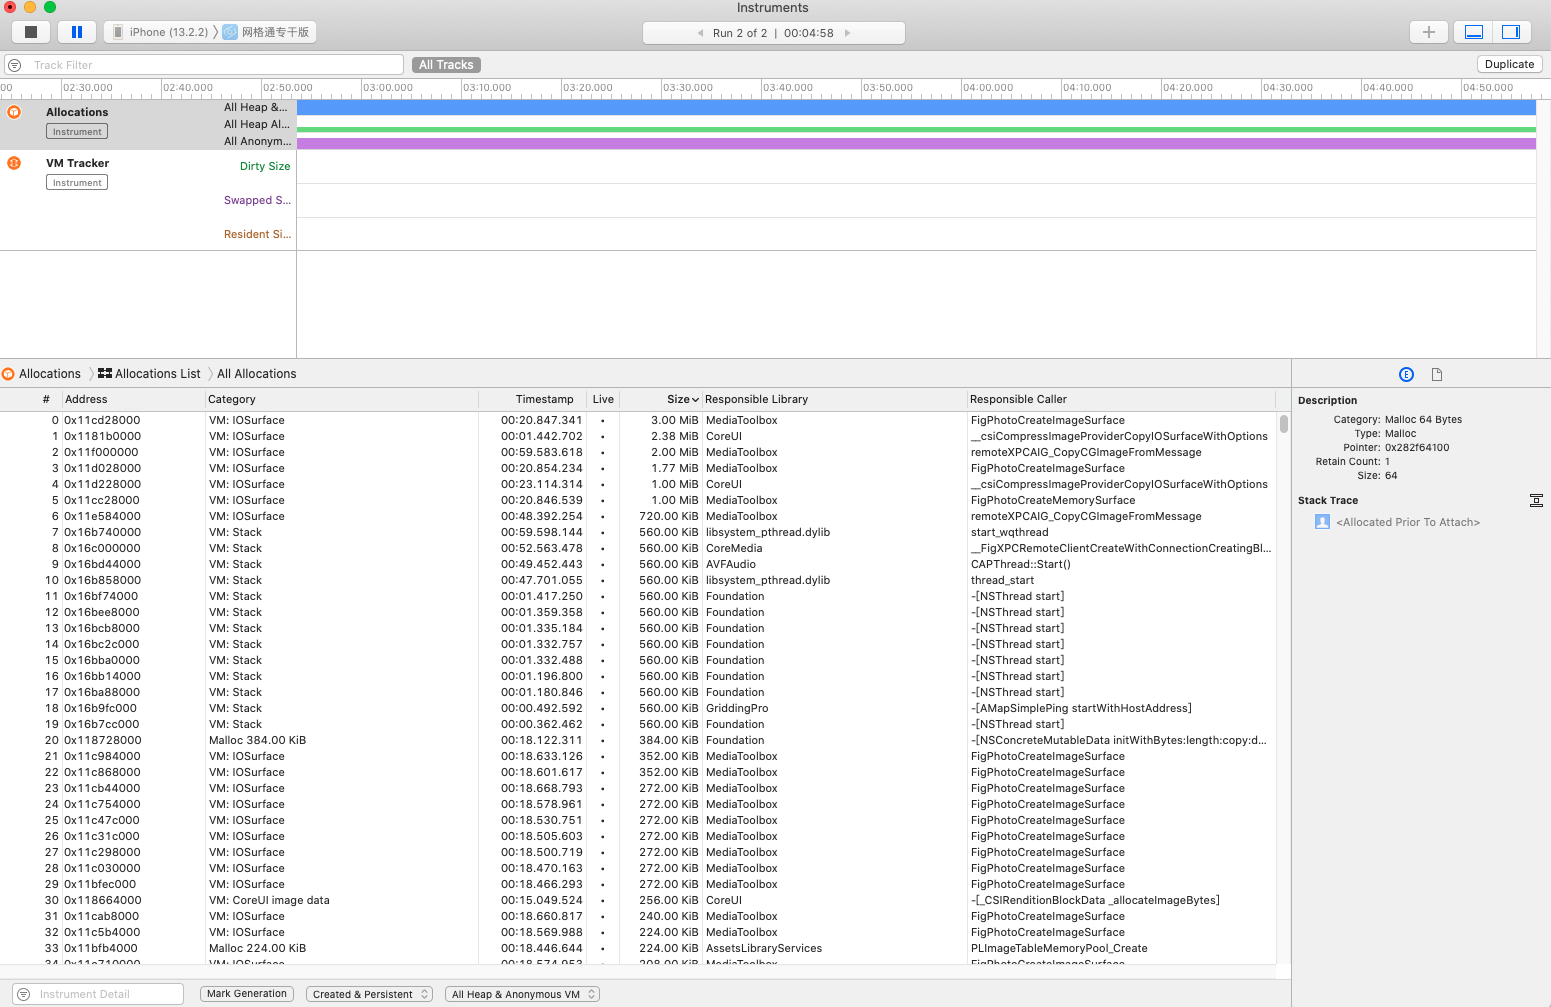 Instruments
iPhone (13.2.2) 网格通专干版
Run 2 of 2 | 00:04:58
Track Filter All Tracks Duplicate
00 02:30.000 02:40.000 02:50.000 03:00.000 03:10.000 03:20.000 03:30.000 03:40.000 03:50.000 04:00.000 04:10.000 04:20.000 04:30.000 04:40.000 04:50.000
Allocations All Heap &...
Instrument All Heap Al...
All Anonym...
VM Tracker Dirty Size
Instrument
Swapped S...
Resident Si...
Allocations Allocations List All Allocations
# Address Category Timestamp Live Size Responsible Library Responsible Caller
0 0x11cd28000 VM: IOSurface 00:20.847.341 • 3.00 MiB MediaToolbox FigPhotoCreateImageSurface
1 0x1181b0000 VM: IOSurface 00:01.442.702 • 2.38 MiB CoreUI __csiCompressImageProviderCopyIOSurfaceWithOptions
2 0x11f000000 VM: IOSurface 00:59.583.618 • 2.00 MiB MediaToolbox remoteXPCAIG_CopyCGImageFromMessage
3 0x11d028000 VM: IOSurface 00:20.854.234 • 1.77 MiB MediaToolbox FigPhotoCreateImageSurface
4 0x11d228000 VM: IOSurface 00:23.114.314 • 1.00 MiB CoreUI __csiCompressImageProviderCopyIOSurfaceWithOptions
5 0x11cc28000 VM: IOSurface 00:20.846.539 • 1.00 MiB MediaToolbox FigPhotoCreateMemorySurface
6 0x11e584000 VM: IOSurface 00:48.392.254 • 720.00 KiB MediaToolbox remoteXPCAIG_CopyCGImageFromMessage
7 0x16b740000 VM: Stack 00:59.598.144 • 560.00 KiB libsystem_pthread.dylib start_wqthread
8 0x16c000000 VM: Stack 00:52.563.478 • 560.00 KiB CoreMedia __FigXPCRemoteClientCreateWithConnectionCreatingBl...
9 0x16bd44000 VM: Stack 00:49.452.443 • 560.00 KiB AVFAudio CAPThread::Start()
10 0x16b858000 VM: Stack 00:47.701.055 • 560.00 KiB libsystem_pthread.dylib thread_start
11 0x16bf74000 VM: Stack 00:01.417.250 • 560.00 KiB Foundation -[NSThread start]
12 0x16bee8000 VM: Stack 00:01.359.358 • 560.00 KiB Foundation -[NSThread start]
13 0x16bcb8000 VM: Stack 00:01.335.184 • 560.00 KiB Foundation -[NSThread start]
14 0x16bc2c000 VM: Stack 00:01.332.757 • 560.00 KiB Foundation -[NSThread start]
15 0x16bba0000 VM: Stack 00:01.332.488 • 560.00 KiB Foundation -[NSThread start]
16 0x16bb14000 VM: Stack 00:01.196.800 • 560.00 KiB Foundation -[NSThread start]
17 0x16ba88000 VM: Stack 00:01.180.846 • 560.00 KiB Foundation -[NSThread start]
18 0x16b9fc000 VM: Stack 00:00.492.592 • 560.00 KiB GriddingPro -[AMapSimplePing startWithHostAddress]
19 0x16b7cc000 VM: Stack 00:00.362.462 • 560.00 KiB Foundation -[NSThread start]
20 0x118728000 Malloc 384.00 KiB 00:18.122.311 • 384.00 KiB Foundation -[NSConcreteMutableData initWithBytes:length:copy:d...
21 0x11c984000 VM: IOSurface 00:18.633.126 • 352.00 KiB MediaToolbox FigPhotoCreateImageSurface
22 0x11c868000 VM: IOSurface 00:18.601.617 • 352.00 KiB MediaToolbox FigPhotoCreateImageSurface
23 0x11cb44000 VM: IOSurface 00:18.668.793 • 272.00 KiB MediaToolbox FigPhotoCreateImageSurface
24 0x11c754000 VM: IOSurface 00:18.578.961 • 272.00 KiB MediaToolbox FigPhotoCreateImageSurface
25 0x11c47c000 VM: IOSurface 00:18.530.751 • 272.00 KiB MediaToolbox FigPhotoCreateImageSurface
26 0x11c31c000 VM: IOSurface 00:18.505.603 • 272.00 KiB MediaToolbox FigPhotoCreateImageSurface
27 0x11c298000 VM: IOSurface 00:18.500.719 • 272.00 KiB MediaToolbox FigPhotoCreateImageSurface
28 0x11c030000 VM: IOSurface 00:18.470.163 • 272.00 KiB MediaToolbox FigPhotoCreateImageSurface
29 0x11bfec000 VM: IOSurface 00:18.466.293 • 272.00 KiB MediaToolbox FigPhotoCreateImageSurface
30 0x118664000 VM: CoreUI image data 00:15.049.524 • 256.00 KiB CoreUI -[_CSIRenditionBlockData _allocateImageBytes]
31 0x11cab8000 VM: IOSurface 00:18.660.817 • 240.00 KiB MediaToolbox FigPhotoCreateImageSurface
32 0x11c5b4000 VM: IOSurface 00:18.569.988 • 224.00 KiB MediaToolbox FigPhotoCreateImageSurface
33 0x11bfb4000 Malloc 224.00 KiB 00:18.446.644 • 224.00 KiB AssetsLibraryServices PLImageTableMemoryPool_Create
34 0x11c710000 VM: IOSurface 00:18.574.953 • 208.00 KiB MediaToolbox FigPhotoCreateImageSurface
Description
Category: Malloc 64 Bytes
Type: Malloc
Pointer: 0x282f64100
Retain Count: 1
Size: 64
Stack Trace
<Allocated Prior To Attach>
Instrument Detail Mark Generation Created & Persistent All Heap & Anonymous VM